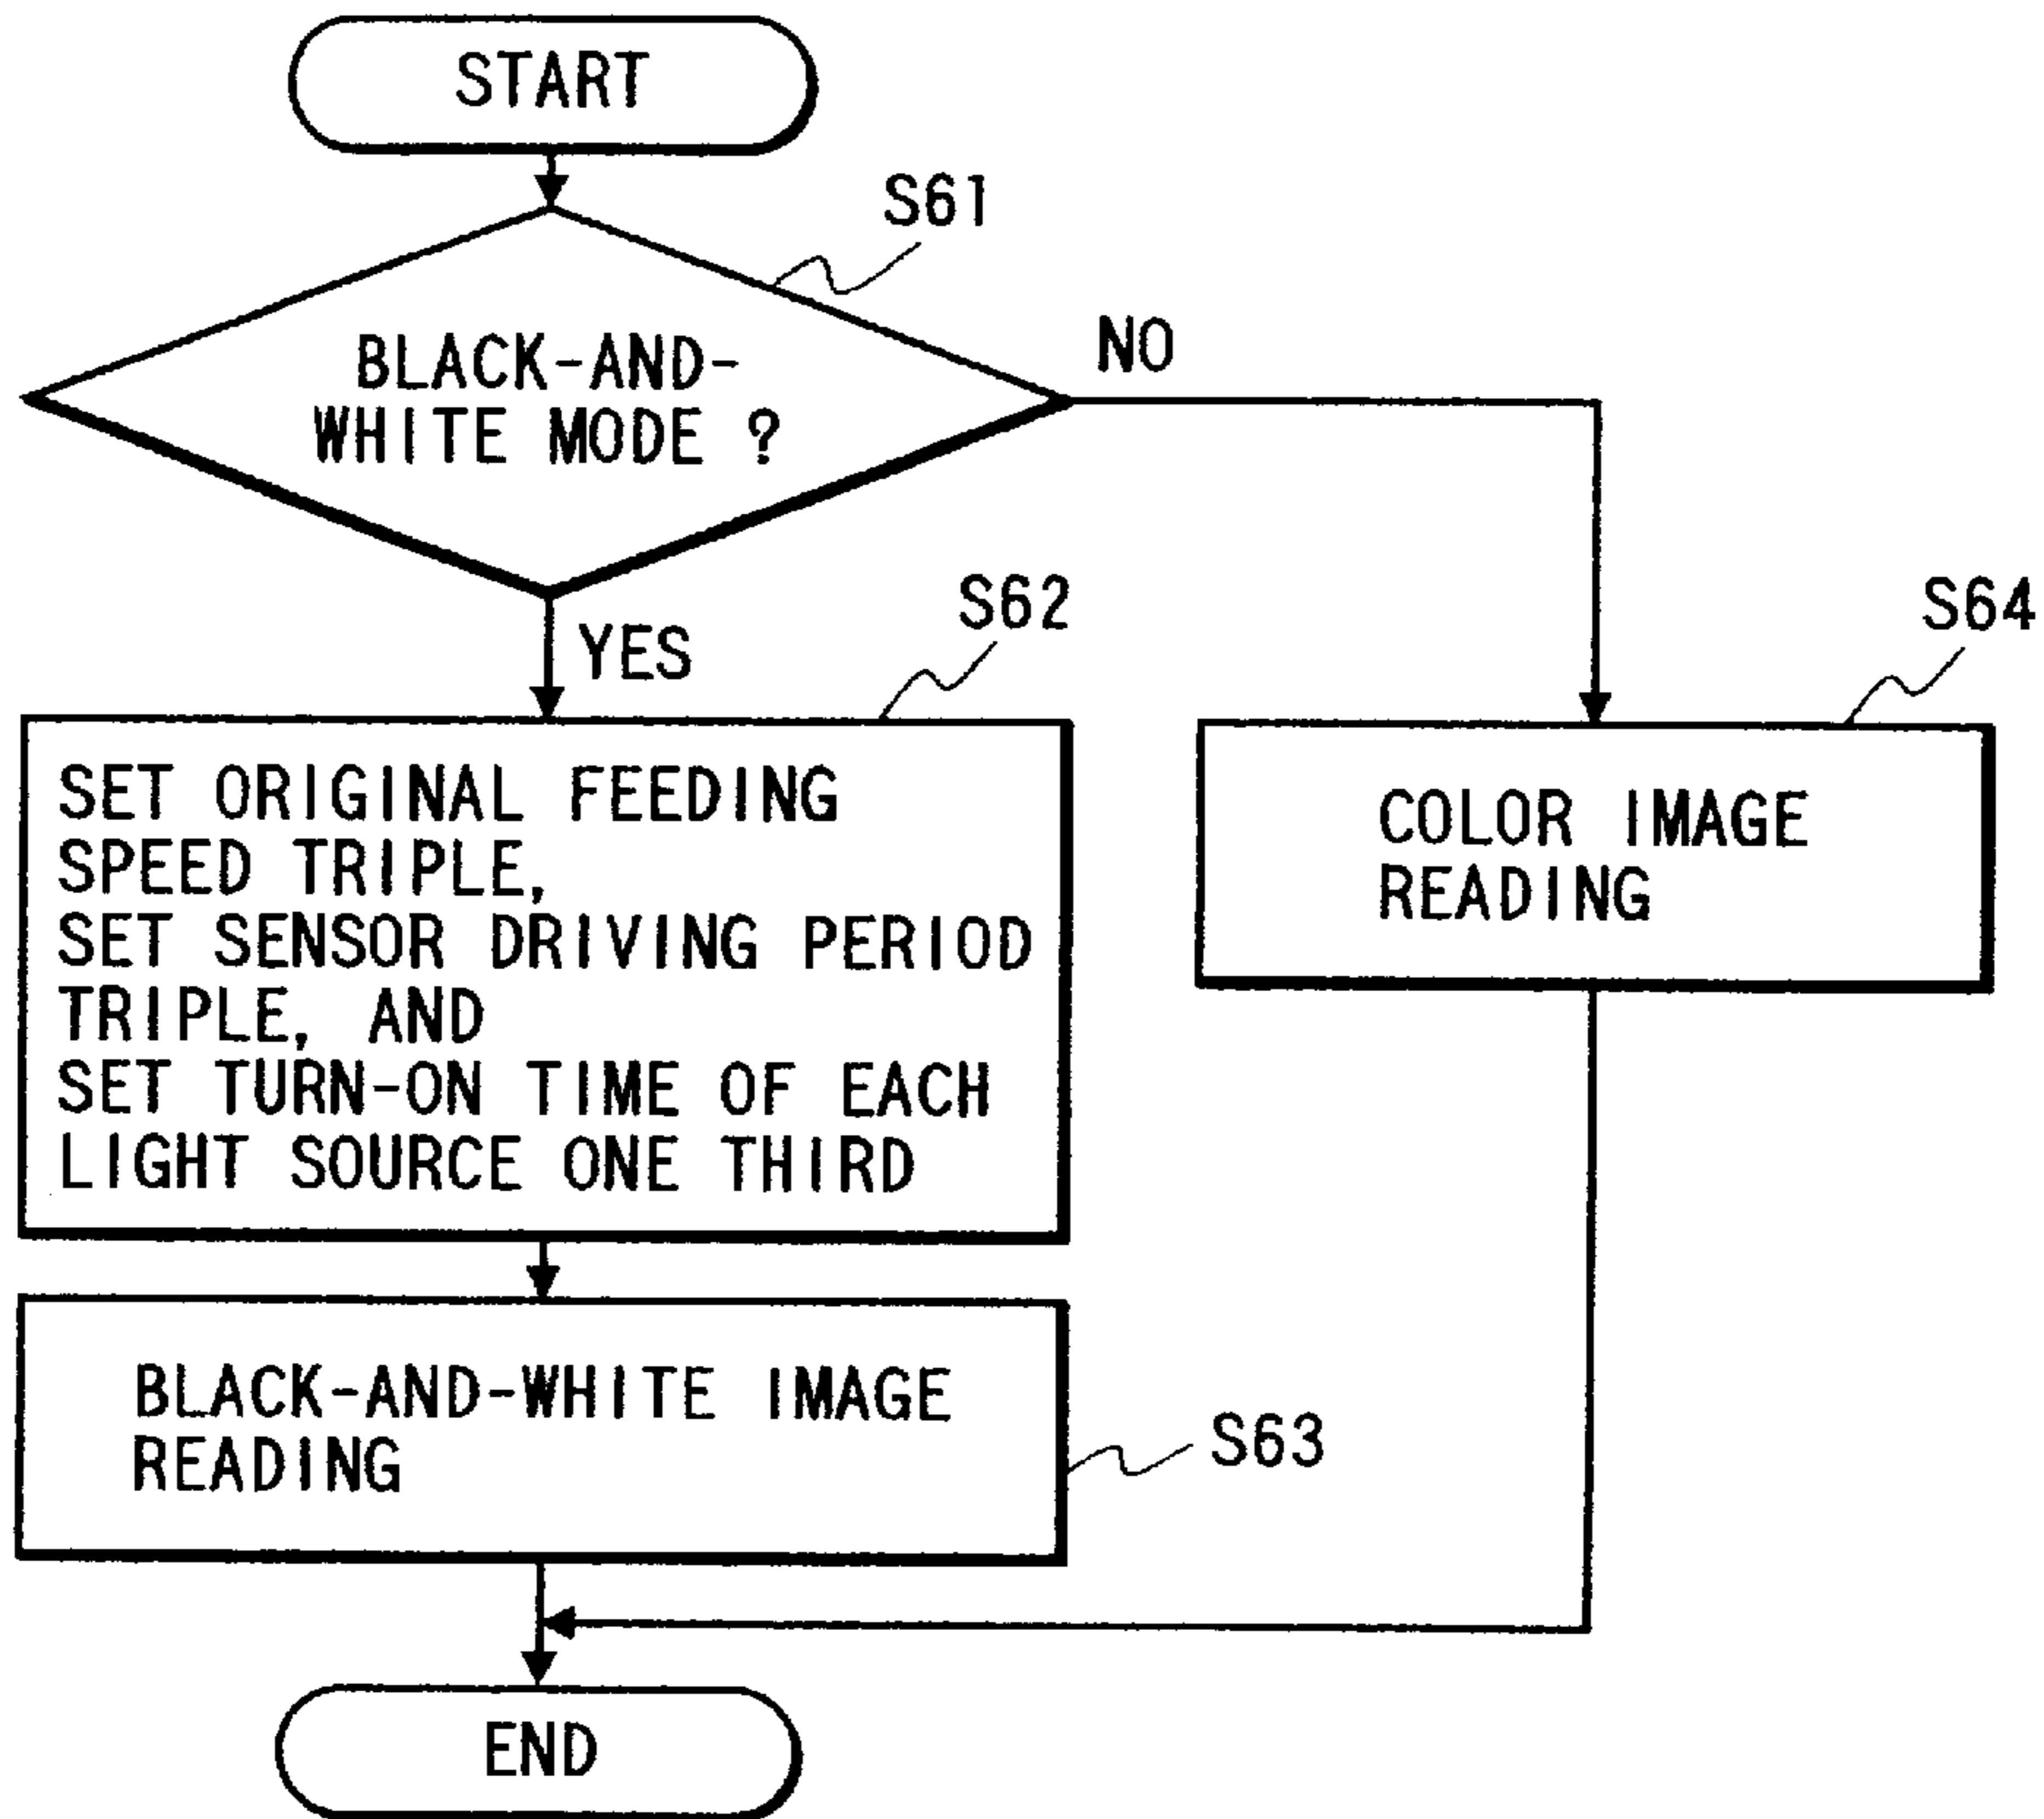 START
S61
BLACK-AND-
WHITE MODE ?
NO
YES
S62
S64
SET ORIGINAL FEEDING
SPEED TRIPLE,
SET SENSOR DRIVING PERIOD
TRIPLE, AND
SET TURN-ON TIME OF EACH
LIGHT SOURCE ONE THIRD
COLOR IMAGE
READING
BLACK-AND-WHITE IMAGE
READING
S63
END